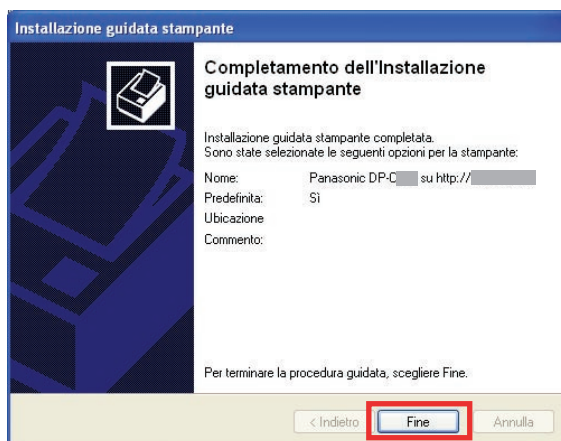 Installazione guidata stampante
Completamento dell'Installazione
guidata stampante
Installazione guidata stampante completata.
Sono state selezionate le seguenti opzioni per la stampante:
Nome: Panasonic DP-C su http://
Predefinita: Sì
Ubicazione
Commento:
Per terminare la procedura guidata, scegliere Fine.
< Indietro Fine Annulla